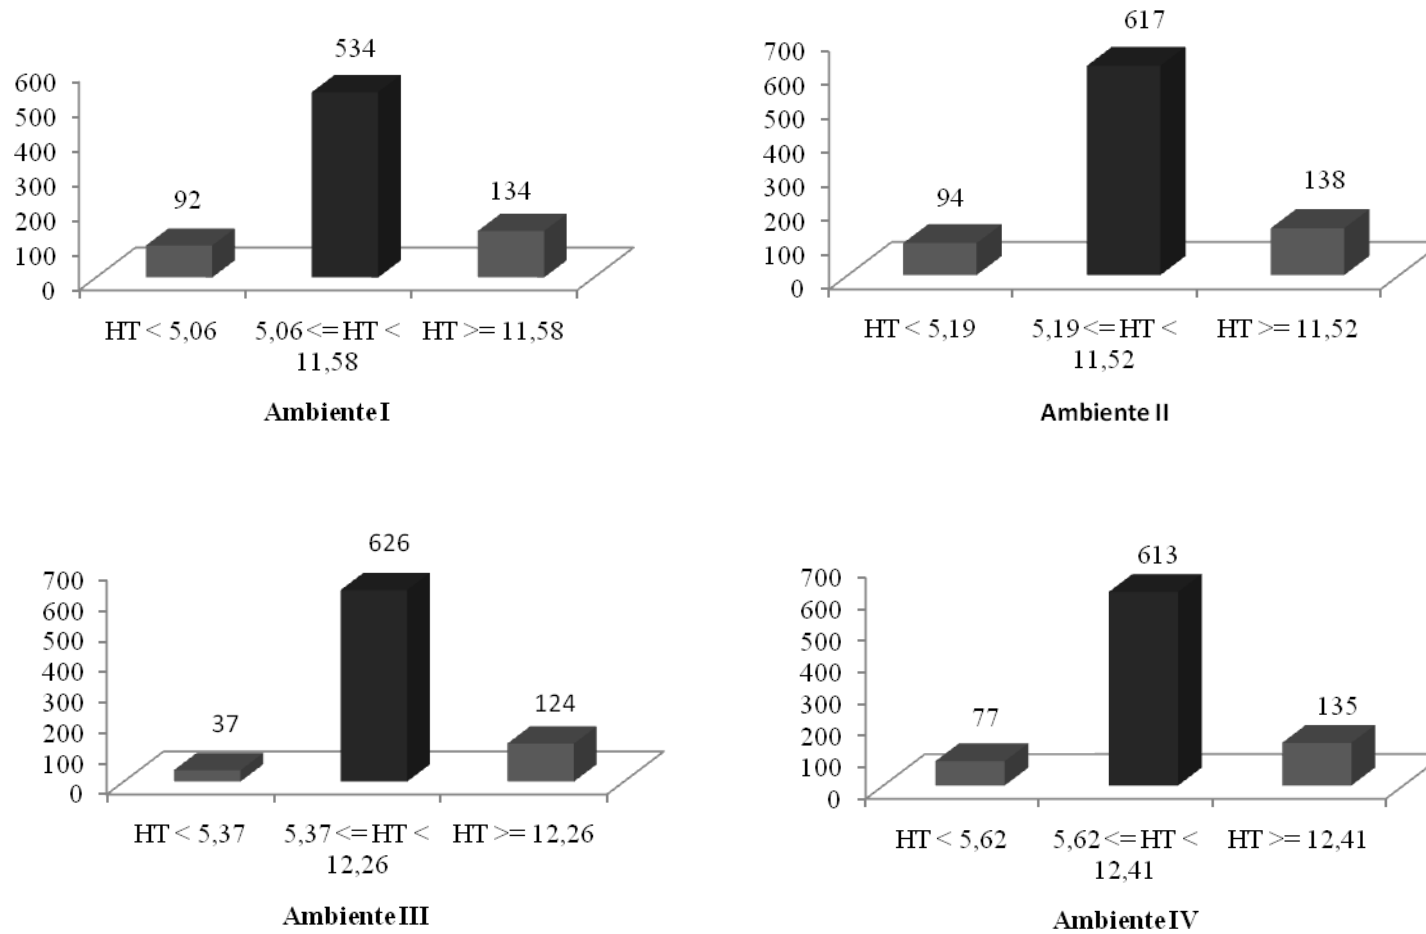 534
600
500
400
300
200
100
0
92
134
HT < 5,06
5,06 <= HT <
11,58
HT >= 11,58
Ambiente I
617
700
600
500
400
300
200
100
0
94
138
HT < 5,19
5,19 <= HT <
11,52
HT >= 11,52
Ambiente II
626
700
600
500
400
300
200
100
0
37
124
HT < 5,37
5,37 <= HT <
12,26
HT >= 12,26
Ambiente III
613
700
600
500
400
300
200
100
0
77
135
HT < 5,62
5,62 <= HT <
12,41
HT >= 12,41
Ambiente IV